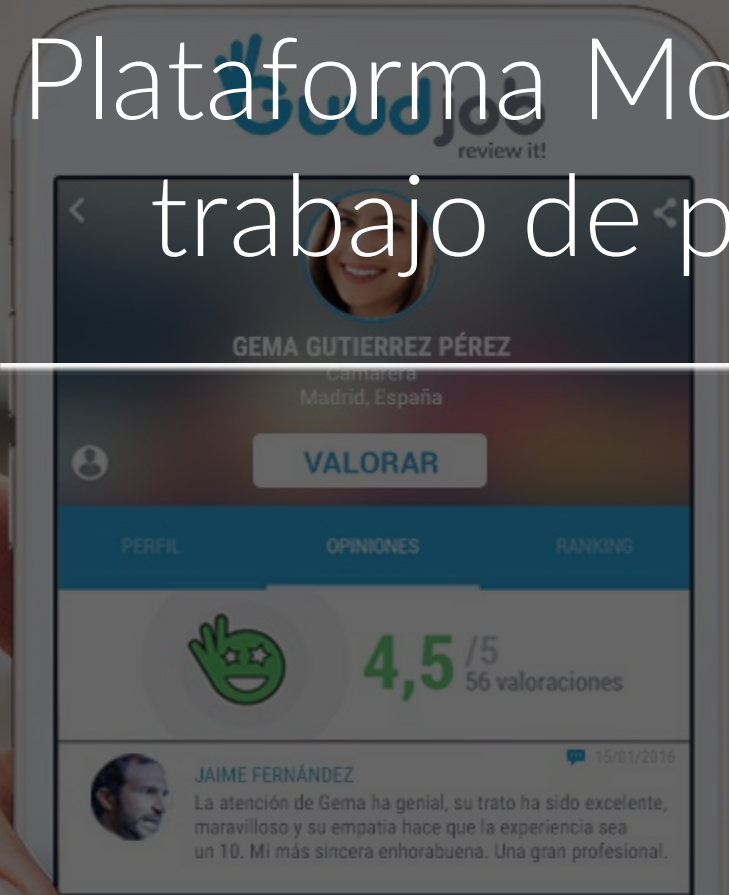 Plataforma Mo
Guudjob
review it!
trabajo de p
GEMA GUTIERREZ PÉREZ
Camarera
Madrid, España
VALORAR
PERFIL OPINIONES RANKING
4,5 /5
56 valoraciones
15/01/2016
JAIME FERNÁNDEZ
La atención de Gema ha genial, su trato ha sido excelente,
maravilloso y su empatia hace que la experiencia sea
un 10. Mi más sincera enhorabuena. Una gran profesional.